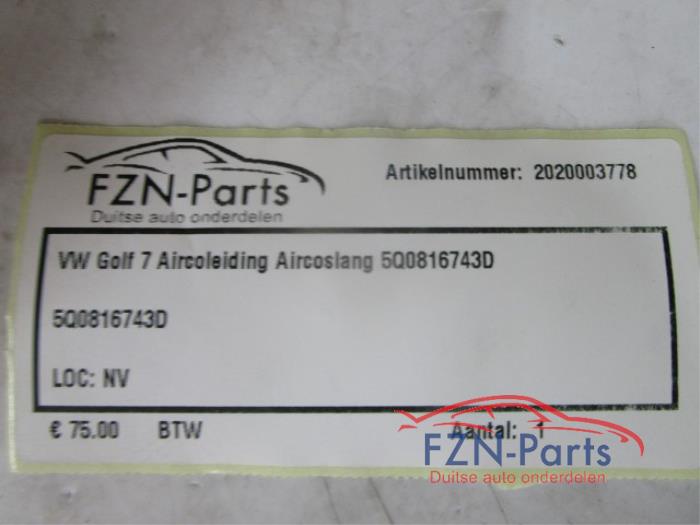 FZN-Parts
Duitse auto onderdelen
Artikelnummer: 2020003778
VW Golf 7 Aircoleiding Aircoslang 5Q0816743D
5Q0816743D
LOC: NV
€ 75.00 BTW Aantal: 1
FZN-Parts
Duitse auto onderdelen